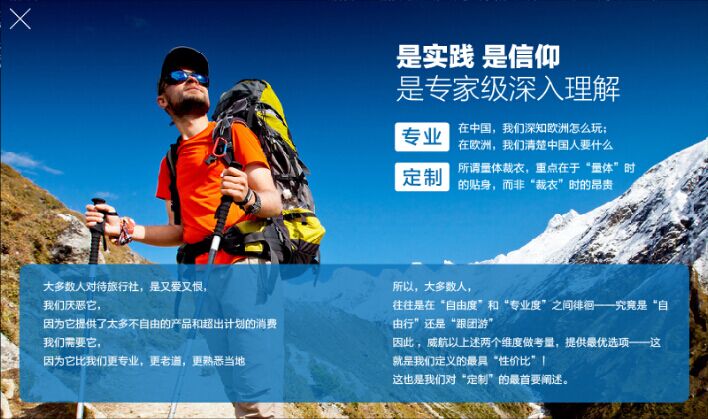 是实践 是信仰
是专家级深入理解
专业
在中国，我们深知欧洲怎么玩；
在欧洲，我们清楚中国人要什么
定制
所谓量体裁衣，重点在于“量体”时
的贴身，而非“裁衣”时的昂贵
大多数人对待旅行社，是又爱又恨，
我们厌恶它，
因为它提供了太多不自由的产品和超出计划的消费
我们需要它，
因为它比我们更专业，更老道，更熟悉当地
所以，大多数人，
往往是在“自由度”和“专业度”之间徘徊——究竟是“自
由行”还是“跟团游”
因此，威航以上述两个维度做考量，提供最优选项——这
就是我们定义的最具“性价比”！
这也是我们对“定制”的最首要阐述。